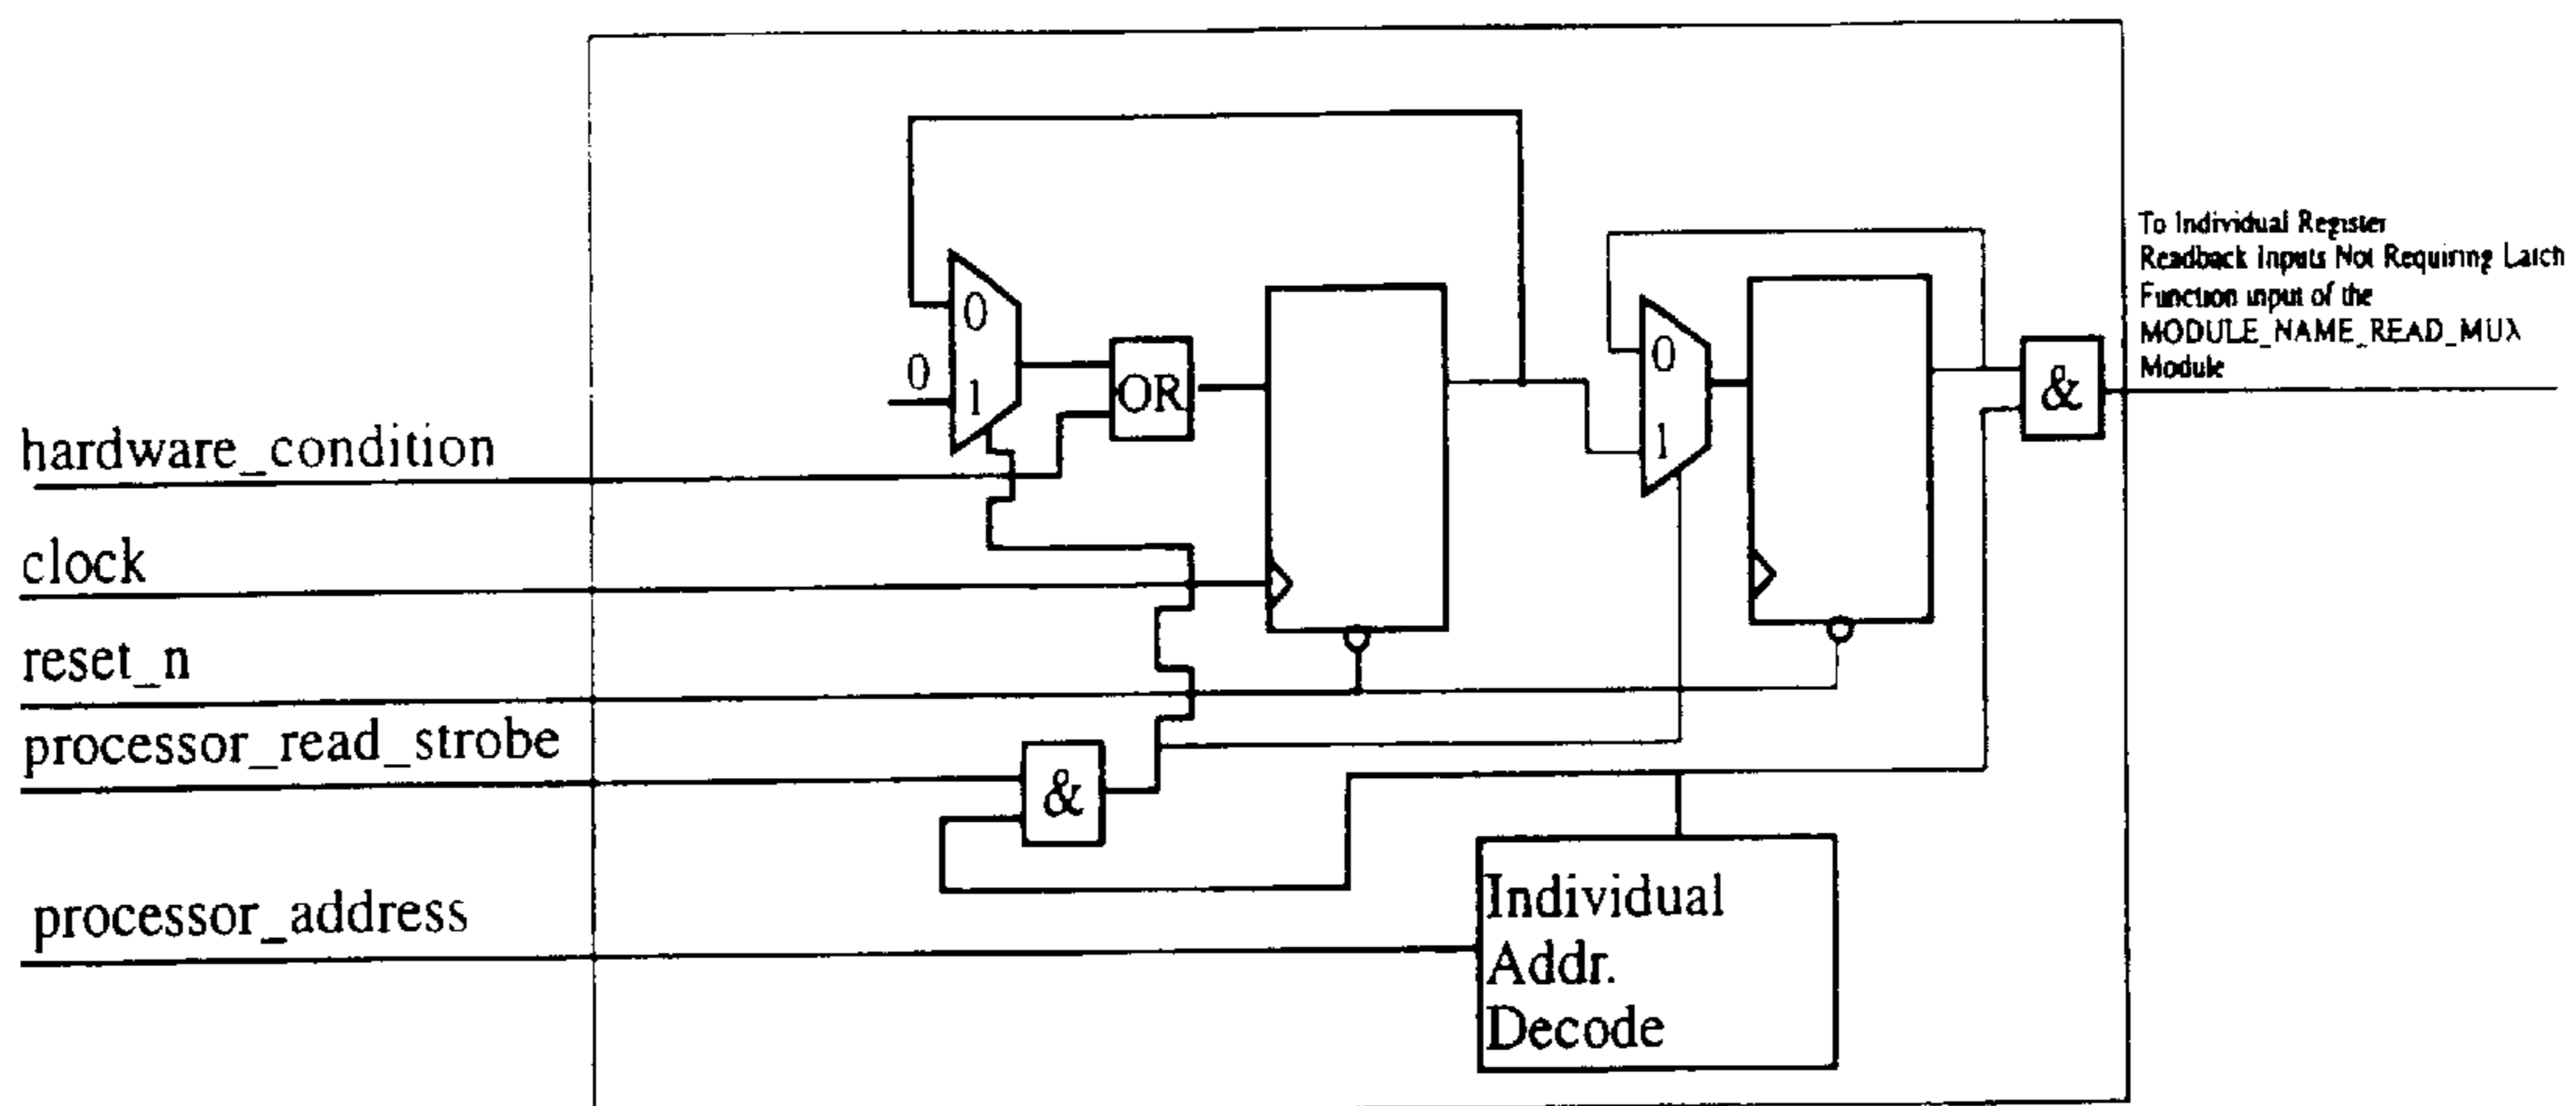 To Individual Register
Readback Inputs Not Requiring Latch
Function input of the
MODULE_NAME_READ_MUX
Module
0
0
1
OR
0
1
&
hardware_condition
clock
reset_n
processor_read_strobe
&
processor_address
Individual
Addr.
Decode